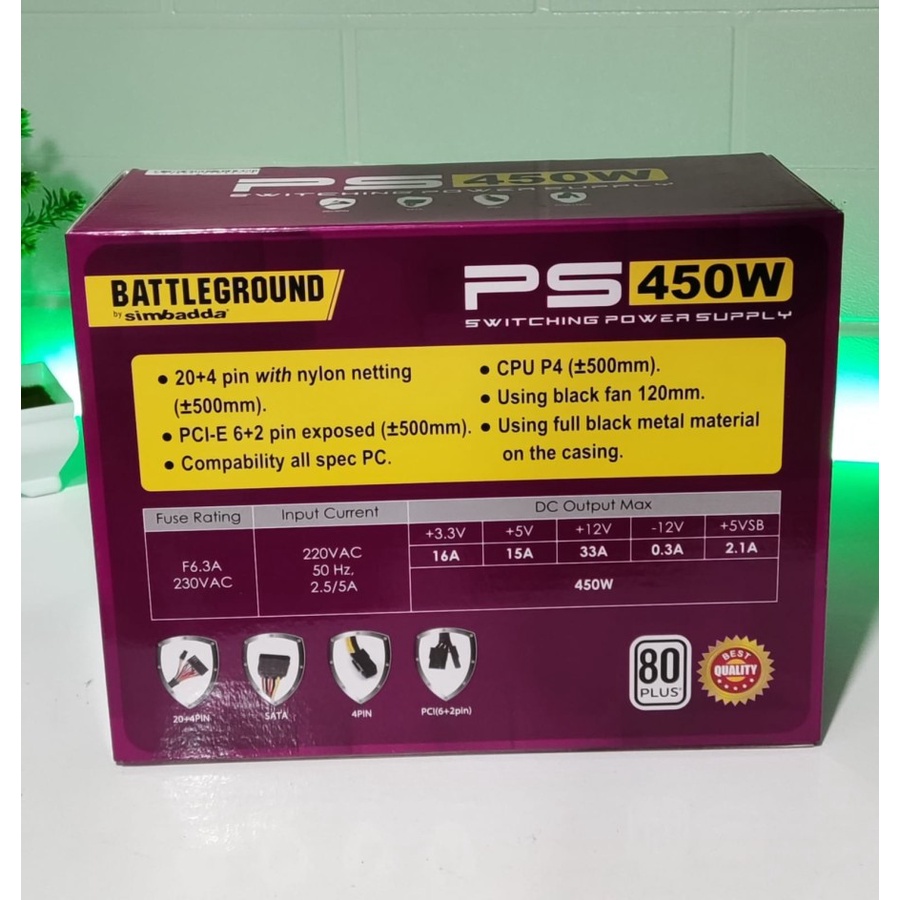 PS 450W
SWITCHING POWER SUPPLY
BATTLEGROUND
by simbadda
PS 450W
SWITCHING POWER SUPPLY
• 20+4 pin with nylon netting
(±500mm).
• PCI-E 6+2 pin exposed (±500mm).
• Compability all spec PC.
• CPU P4 (±500mm).
• Using black fan 120mm.
• Using full black metal material
on the casing.
Fuse Rating Input Current DC Output Max
+3.3V +5V +12V -12V +5VSB
16A 15A 33A 0.3A 2.1A
F6.3A
230VAC
220VAC
50 Hz,
2.5/5A
450W
20+4PIN SATA 4PIN PCI(6+2pin)
80
PLUS
BEST
QUALITY